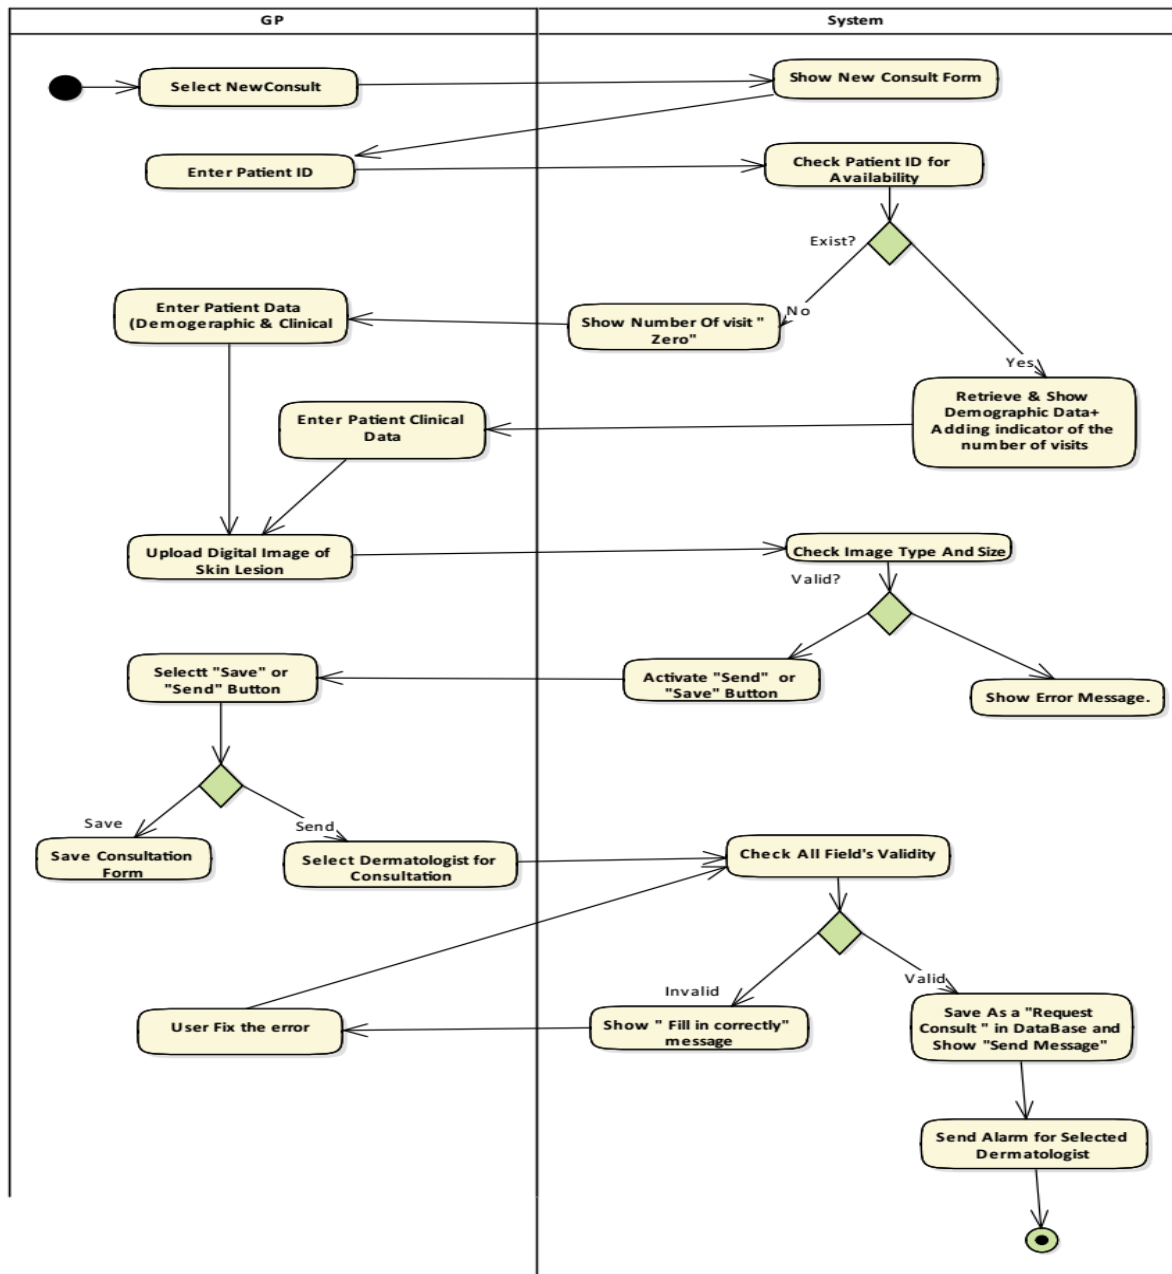 GP
System
Select NewConsult
Show New Consult Form
Enter Patient ID
Check Patient ID for
Availability
Exist?
Enter Patient Data
(Demogeraphic & Clinical
Show Number Of visit "
Zero"
No
Yes
Retrieve & Show
Demographic Data+
Adding indicator of the
number of visits
Enter Patient Clinical
Data
Upload Digital Image of
Skin Lesion
Check Image Type And Size
Valid?
Selectt "Save" or
"Send" Button
Activate "Send" or
"Save" Button
Show Error Message.
Save
Send
Save Consultation
Form
Select Dermatologist for
Consultation
Check All Field's Validity
Invalid
Valid
User Fix the error
Show " Fill in correctly"
message
Save As a "Request
Consult " in DataBase and
Show "Send Message"
Send Alarm for Selected
Dermatologist